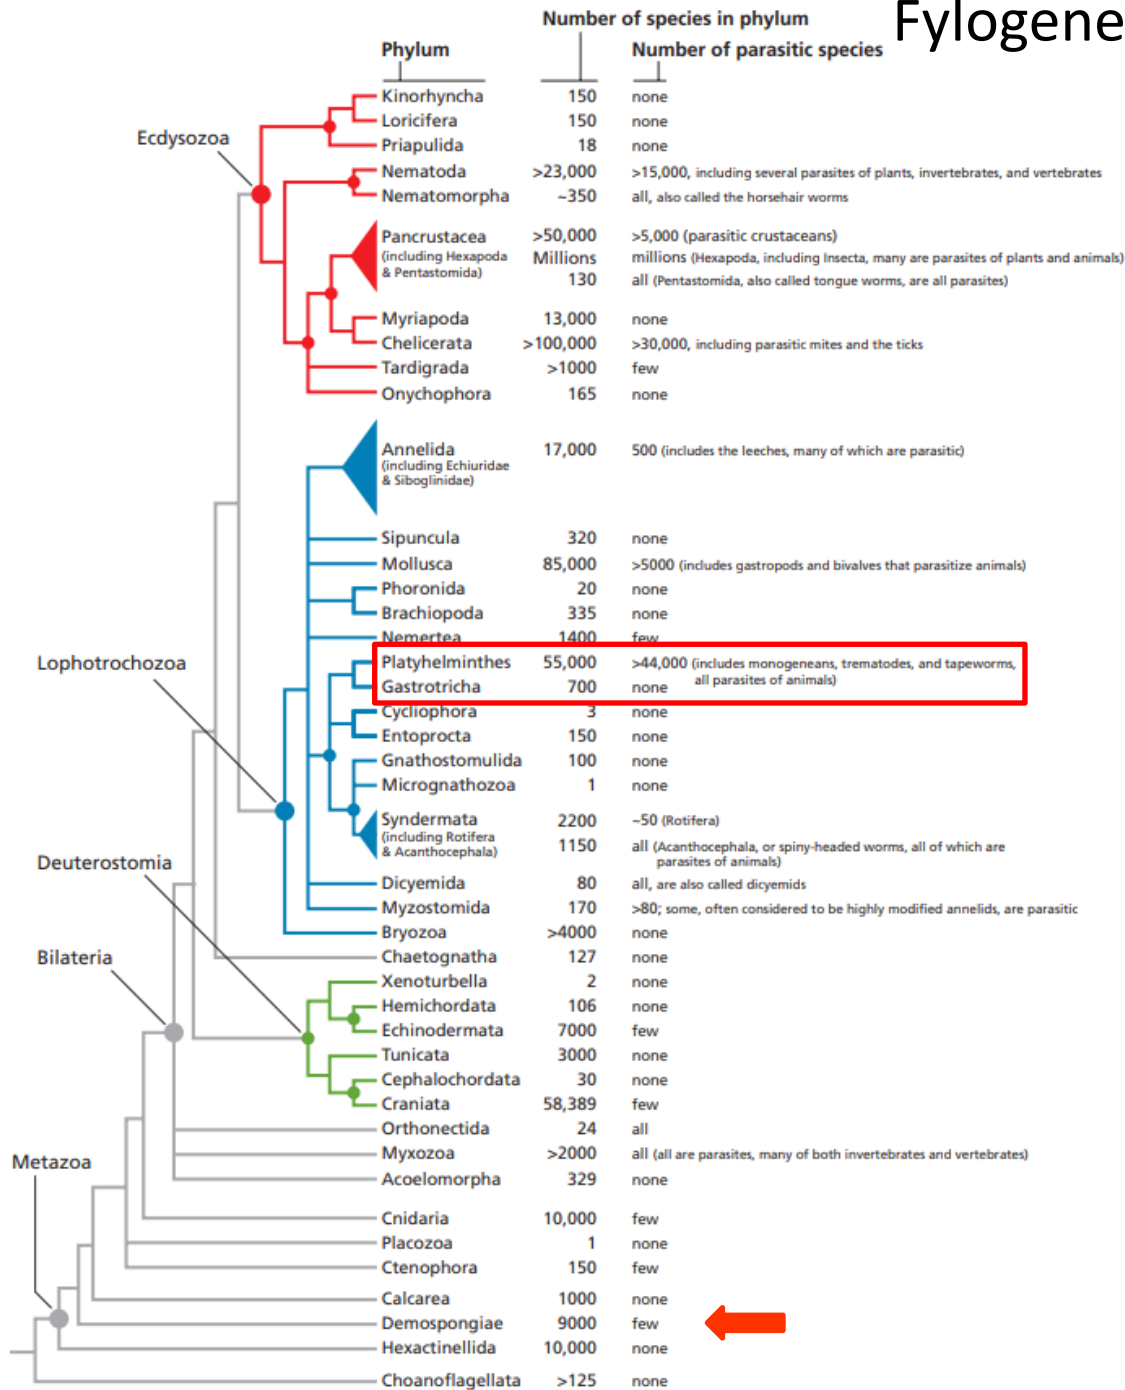 Fylogene
Number of species in phylum
Phylum Number of parasitic species
Kinorhyncha 150 none
Loricifera 150 none
Ecdysozoa
Priapulida 18 none
Nematoda >23,000 >15,000, including several parasites of plants, invertebrates, and vertebrates
Nematomorpha ~350 all, also called the horsehair worms
Pancrustacea >50,000 >5,000 (parasitic crustaceans)
(including Hexapoda Millions millions (Hexapoda, including Insecta, many are parasites of plants and animals)
& Pentastomida) 130 all (Pentastomida, also called tongue worms, are all parasites)
Myriapoda 13,000 none
Chelicerata >100,000 >30,000, including parasitic mites and the ticks
Tardigrada >1000 few
Onychophora 165 none
Annelida 17,000 500 (includes the leeches, many of which are parasitic)
(including Echiuridae
& Siboglinidae)
Sipuncula 320 none
Mollusca 85,000 >5000 (includes gastropods and bivalves that parasitize animals)
Phoronida 20 none
Brachiopoda 335 none
Nemertea 1400 few
Lophotrochozoa
Platyhelminthes 55,000 >44,000 (includes monogeneans, trematodes, and tapeworms,
all parasites of animals)
Gastrotricha 700 none
Cycliophora 3 none
Entoprocta 150 none
Gnathostomulida 100 none
Micrognathozoa 1 none
Syndermata 2200 ~50 (Rotifera)
(including Rotifera
& Acanthocephala) 1150 all (Acanthocephala, or spiny-headed worms, all of which are
parasites of animals)
Deuterostomia
Dicyemida 80 all, are also called dicyemids
Myzostomida 170 >80; some, often considered to be highly modified annelids, are parasitic
Bryozoa >4000 none
Bilateria
Chaetognatha 127 none
Xenoturbella 2 none
Hemichordata 106 none
Echinodermata 7000 few
Tunicata 3000 none
Cephalochordata 30 none
Craniata 58,389 few
Orthonectida 24 all
Myxozoa >2000 all (all are parasites, many of both invertebrates and vertebrates)
Metazoa
Acoelomorpha 329 none
Cnidaria 10,000 few
Placozoa 1 none
Ctenophora 150 few
Calcarea 1000 none
Demospongiae 9000 few
Hexactinellida 10,000 none
Choanoflagellata >125 none